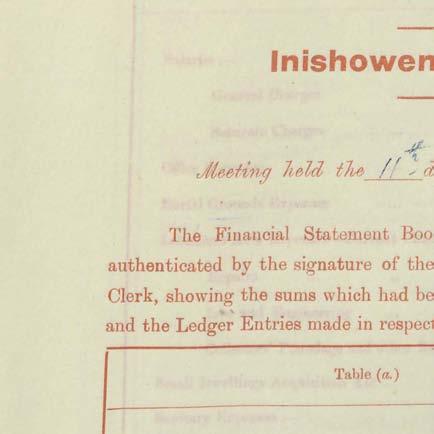 Inishowen
Meeting held the 11th d
The Financial Statement Boo
authenticated by the signature of the
Clerk, showing the sums which had be
and the Ledger Entries made in respect
Table (a.)